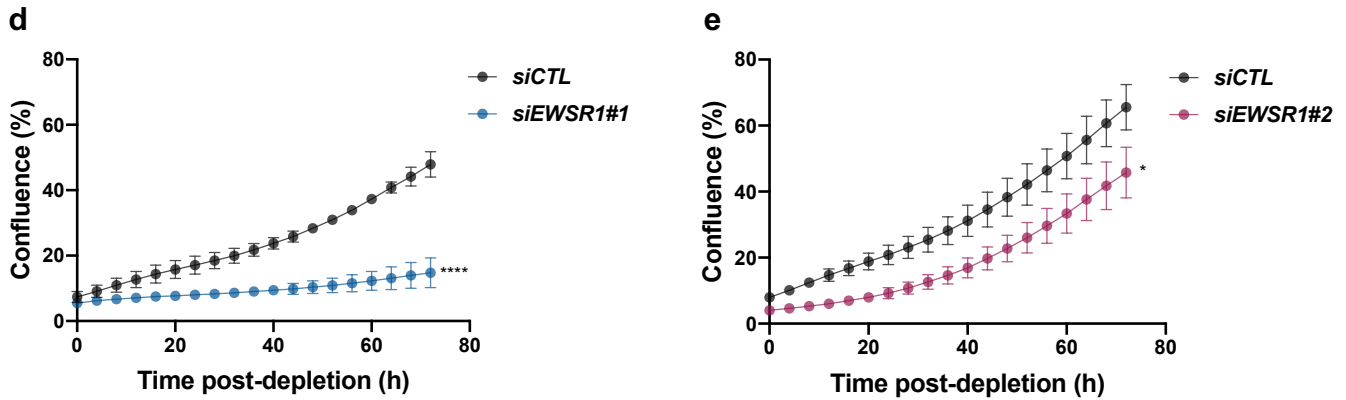 d
80
60
40
20
0
Confluence (%)
0 20 40 60 80
Time post-depletion (h)
siCTL
siEWSR1#1
****
e
80
60
40
20
0
Confluence (%)
0 20 40 60 80
Time post-depletion (h)
siCTL
siEWSR1#2
*